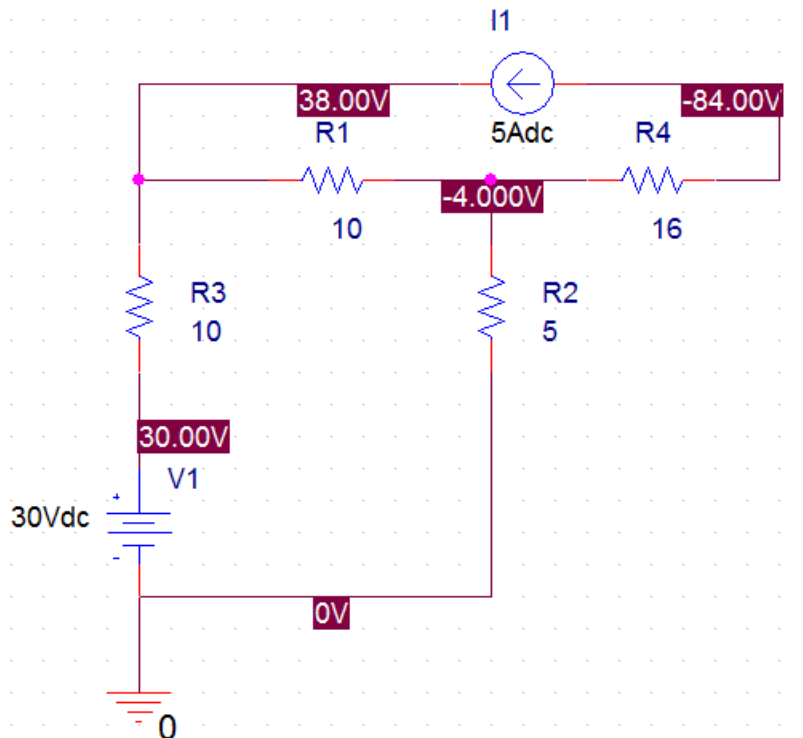 I1
38.00V
-84.00V
5Adc
R1
R4
-4.000V
10
16
R3
10
R2
5
30.00V
V1
+
30Vdc
-
0V
0